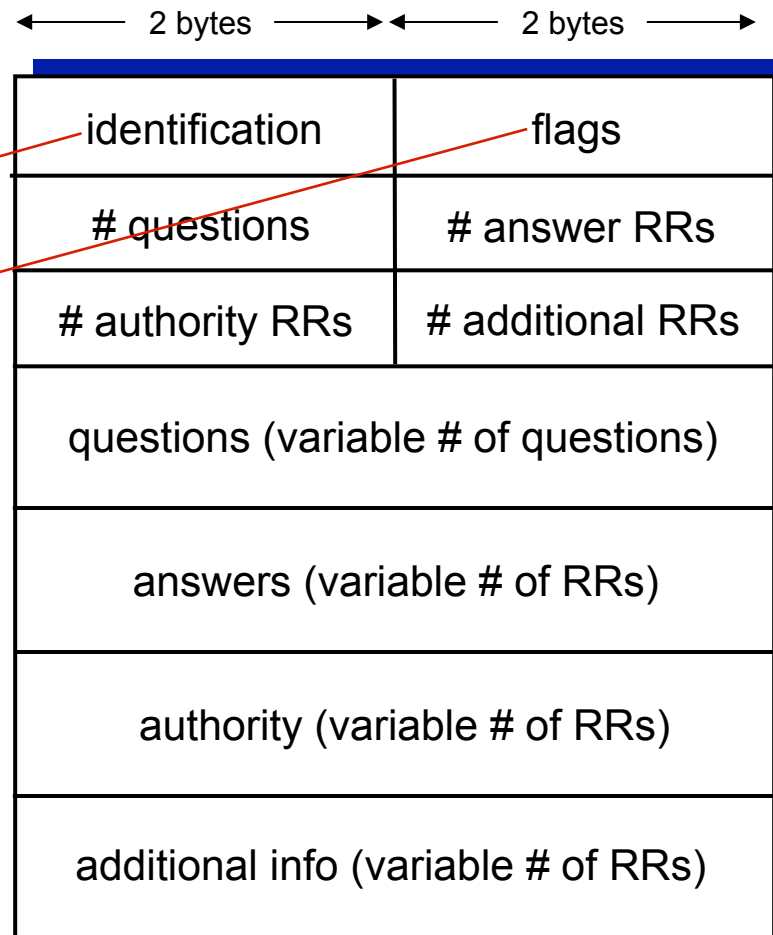 2 bytes 2 bytes
identification flags
# questions # answer RRs
# authority RRs # additional RRs
questions (variable # of questions)
answers (variable # of RRs)
authority (variable # of RRs)
additional info (variable # of RRs)